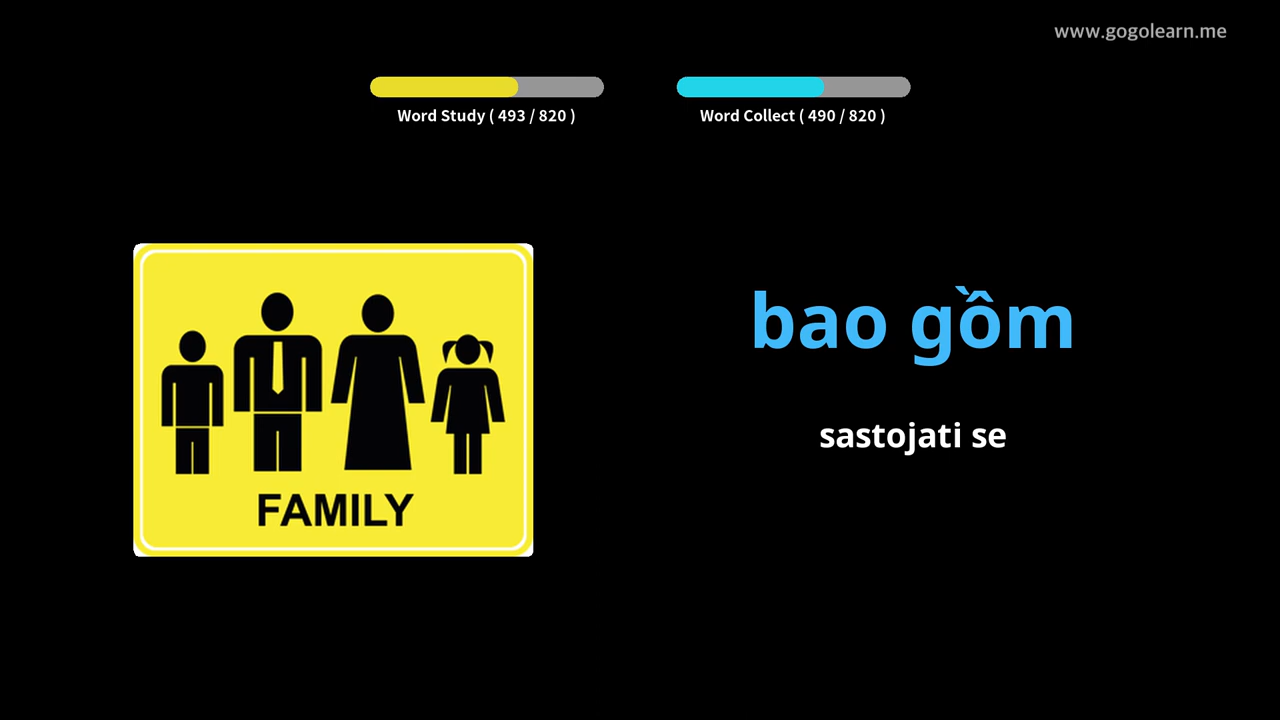 www.gogolearn.me
Word Study ( 493 / 820 )
Word Collect ( 490 / 820 )
bao gồm
sastojati se
FAMILY